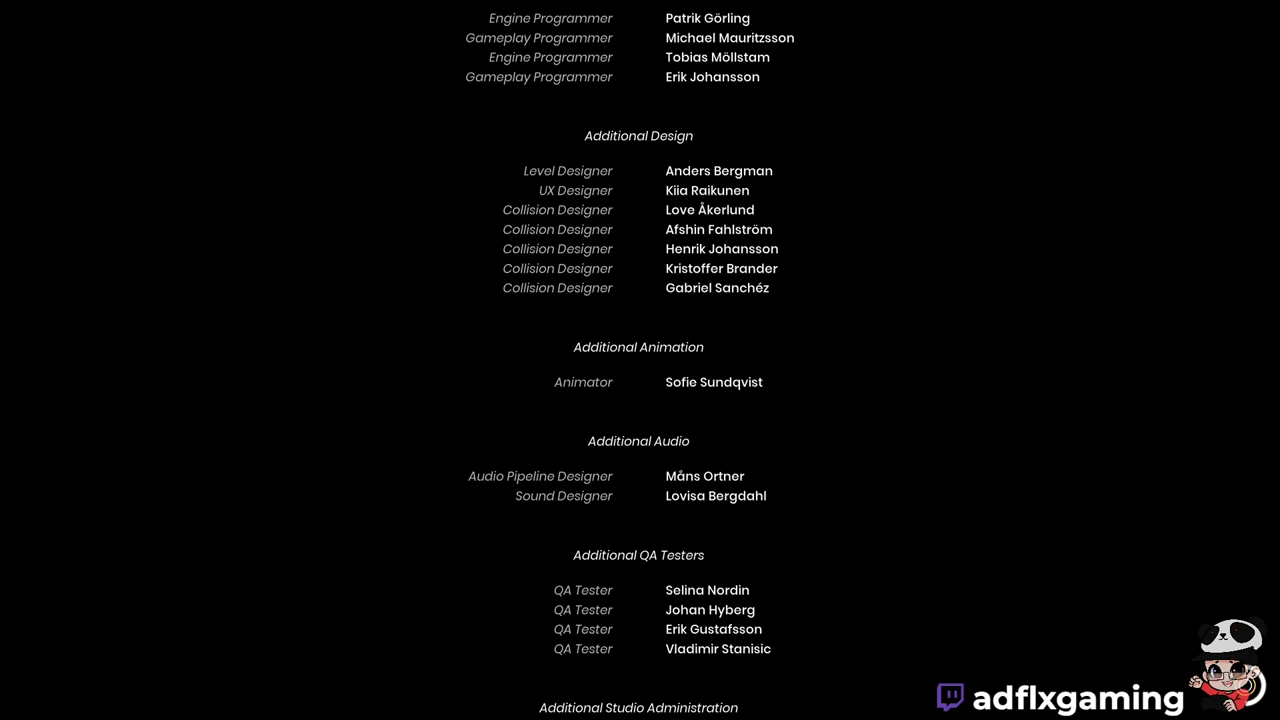 Engine Programmer Patrik Görling
Gameplay Programmer Michael Mauritzsson
Engine Programmer Tobias Möllstam
Gameplay Programmer Erik Johansson
Additional Design
Level Designer Anders Bergman
UX Designer Kiia Raikunen
Collision Designer Love Åkerlund
Collision Designer Afshin Fahlström
Collision Designer Henrik Johansson
Collision Designer Kristoffer Brander
Collision Designer Gabriel Sanchéz
Additional Animation
Animator Sofie Sundqvist
Additional Audio
Audio Pipeline Designer Måns Ortner
Sound Designer Lovisa Bergdahl
Additional QA Testers
QA Tester Selina Nordin
QA Tester Johan Hyberg
QA Tester Erik Gustafsson
QA Tester Vladimir Stanisic
adflxgaming
Additional Studio Administration